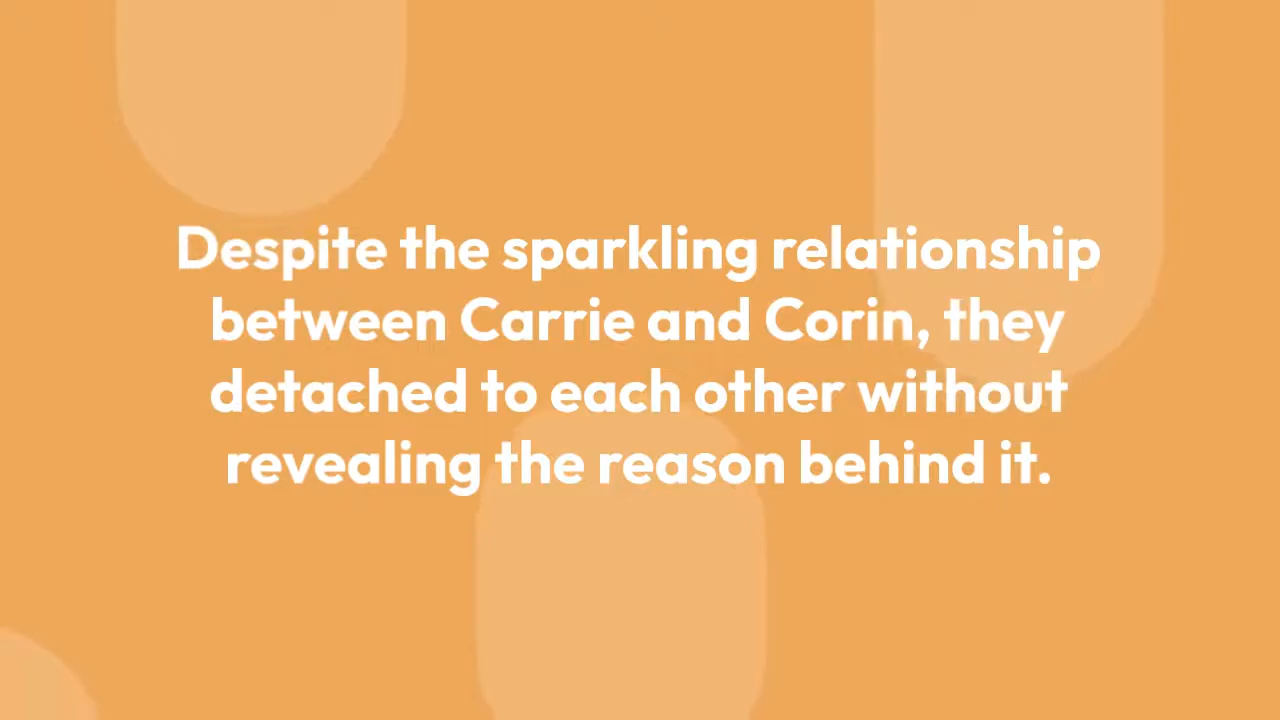 Despite the sparkling relationship
between Carrie and Corin, they
detached to each other without
revealing the reason behind it.